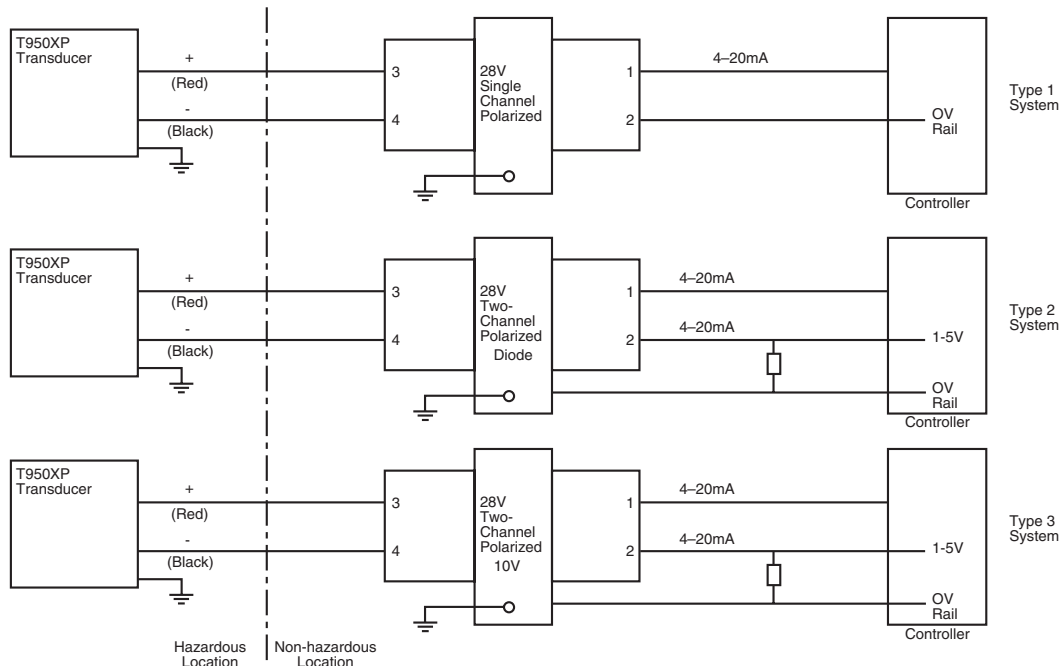 T950XP
Transducer
+
(Red)
-
(Black)
3
4
28V
Single
Channel
Polarized
1
2
4–20mA
OV
Rail
Controller
Type 1
System
T950XP
Transducer
+
(Red)
-
(Black)
3
4
28V
Two-
Channel
Polarized
Diode
1
2
4–20mA
4–20mA
1-5V
OV
Rail
Controller
Type 2
System
T950XP
Transducer
+
(Red)
-
(Black)
3
4
28V
Two-
Channel
Polarized
10V
1
2
4–20mA
4–20mA
1-5V
OV
Rail
Controller
Type 3
System
Hazardous
Location
Non-hazardous
Location